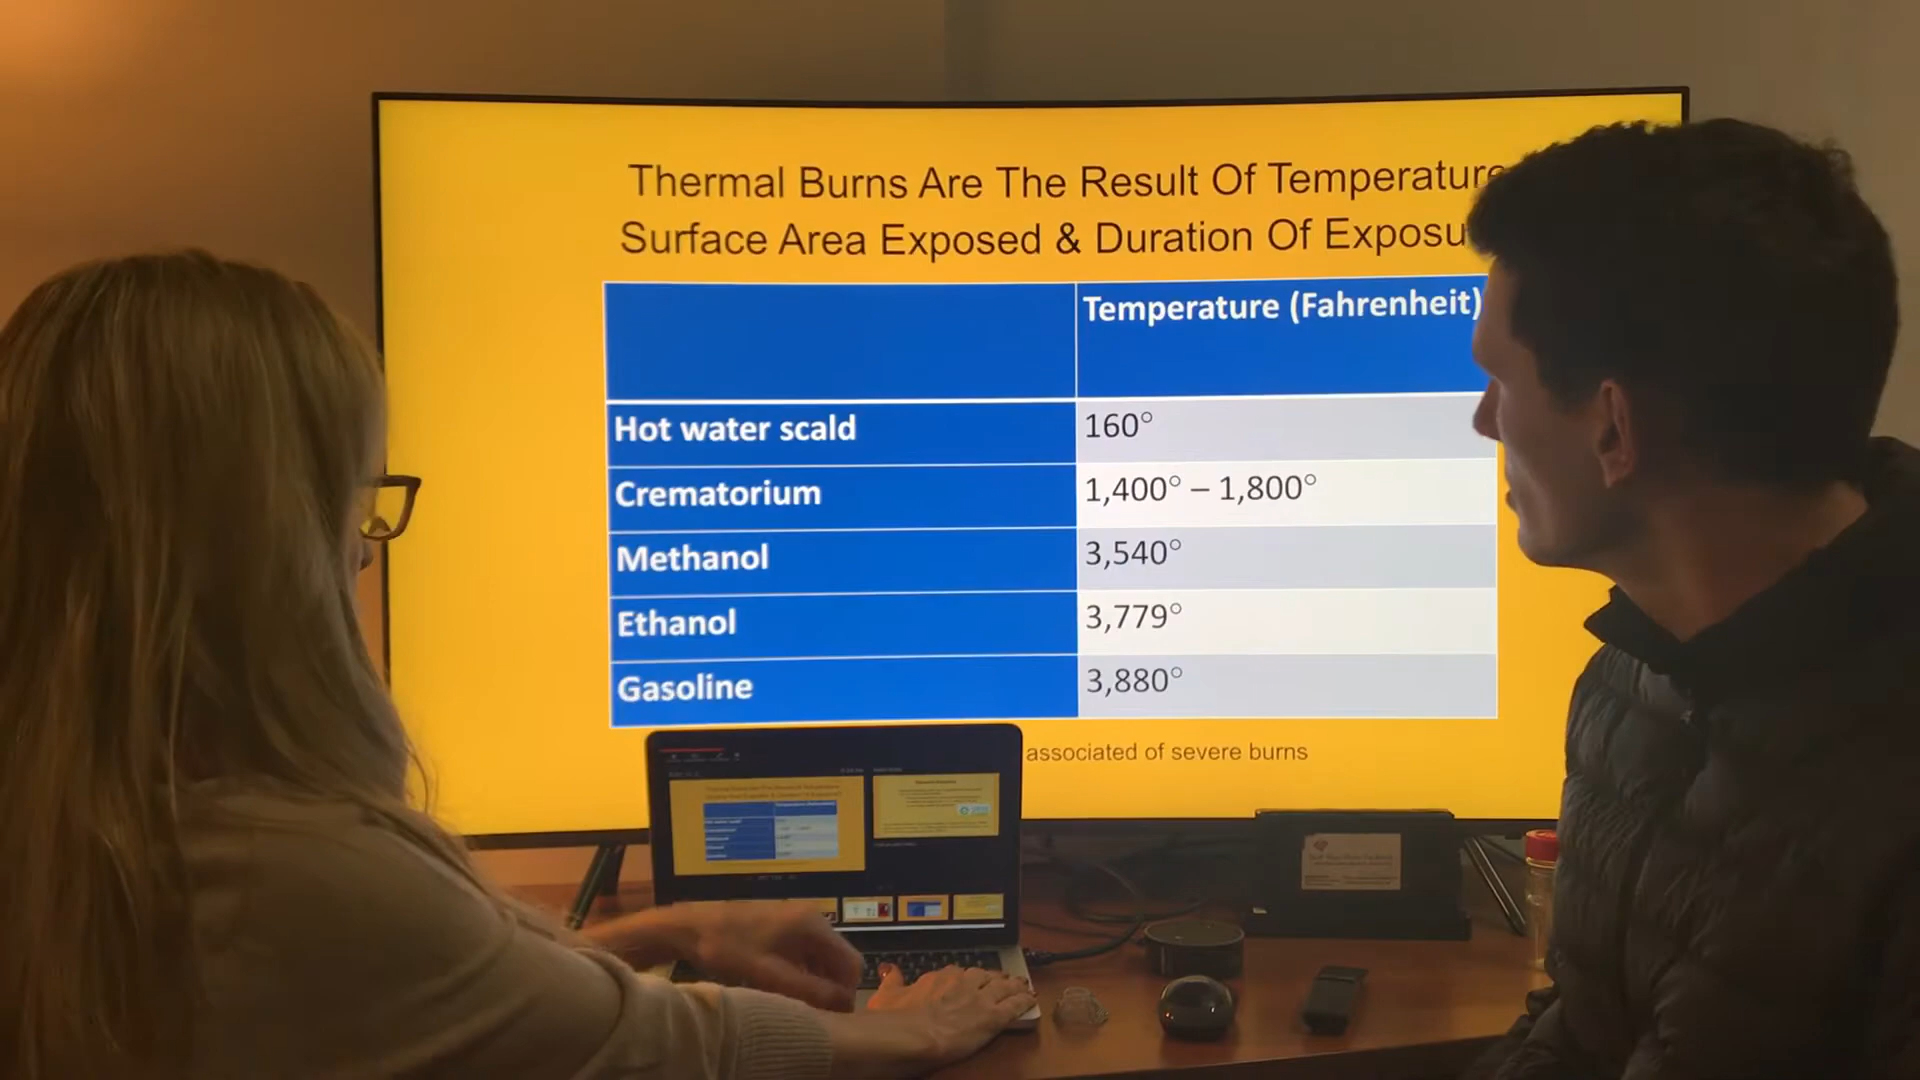 Thermal Burns Are The Result Of Temperature
Surface Area Exposed & Duration Of Exposu
Temperature (Fahrenheit)
Hot water scald 160°
Crematorium 1,400° – 1,800°
Methanol 3,540°
Ethanol 3,779°
Gasoline 3,880°
associated of severe burns